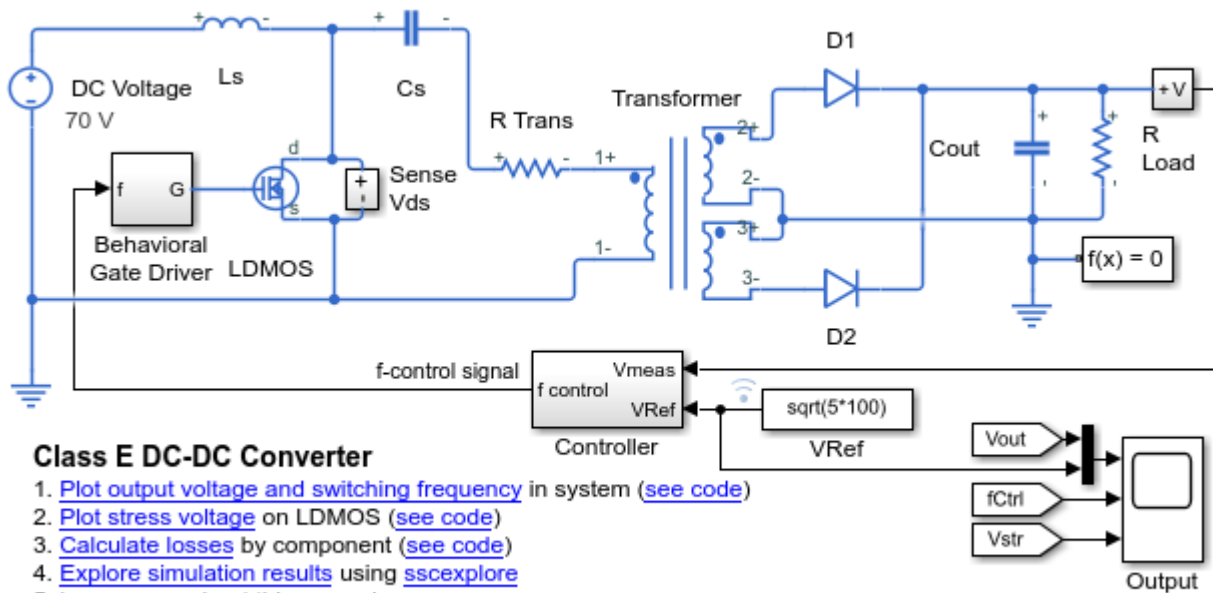 + -
+ -
D1
Ls
DC Voltage
70 V
Cs
Transformer
+V
R Trans
2+
+
+
Cout
R
Load
d
+ -
1+
2-
-
-
f
G
+
-
Sense
Vds
s
3+
Behavioral
Gate Driver
LDMOS
1-
3-
f(x) = 0
D2
f-control signal
Vmeas
f control
VRef
sqrt(5*100)
Controller
VRef
Vout
fCtrl
Vstr
Output
Class E DC-DC Converter
1. Plot output voltage and switching frequency in system (see code)
2. Plot stress voltage on LDMOS (see code)
3. Calculate losses by component (see code)
4. Explore simulation results using sscexplore